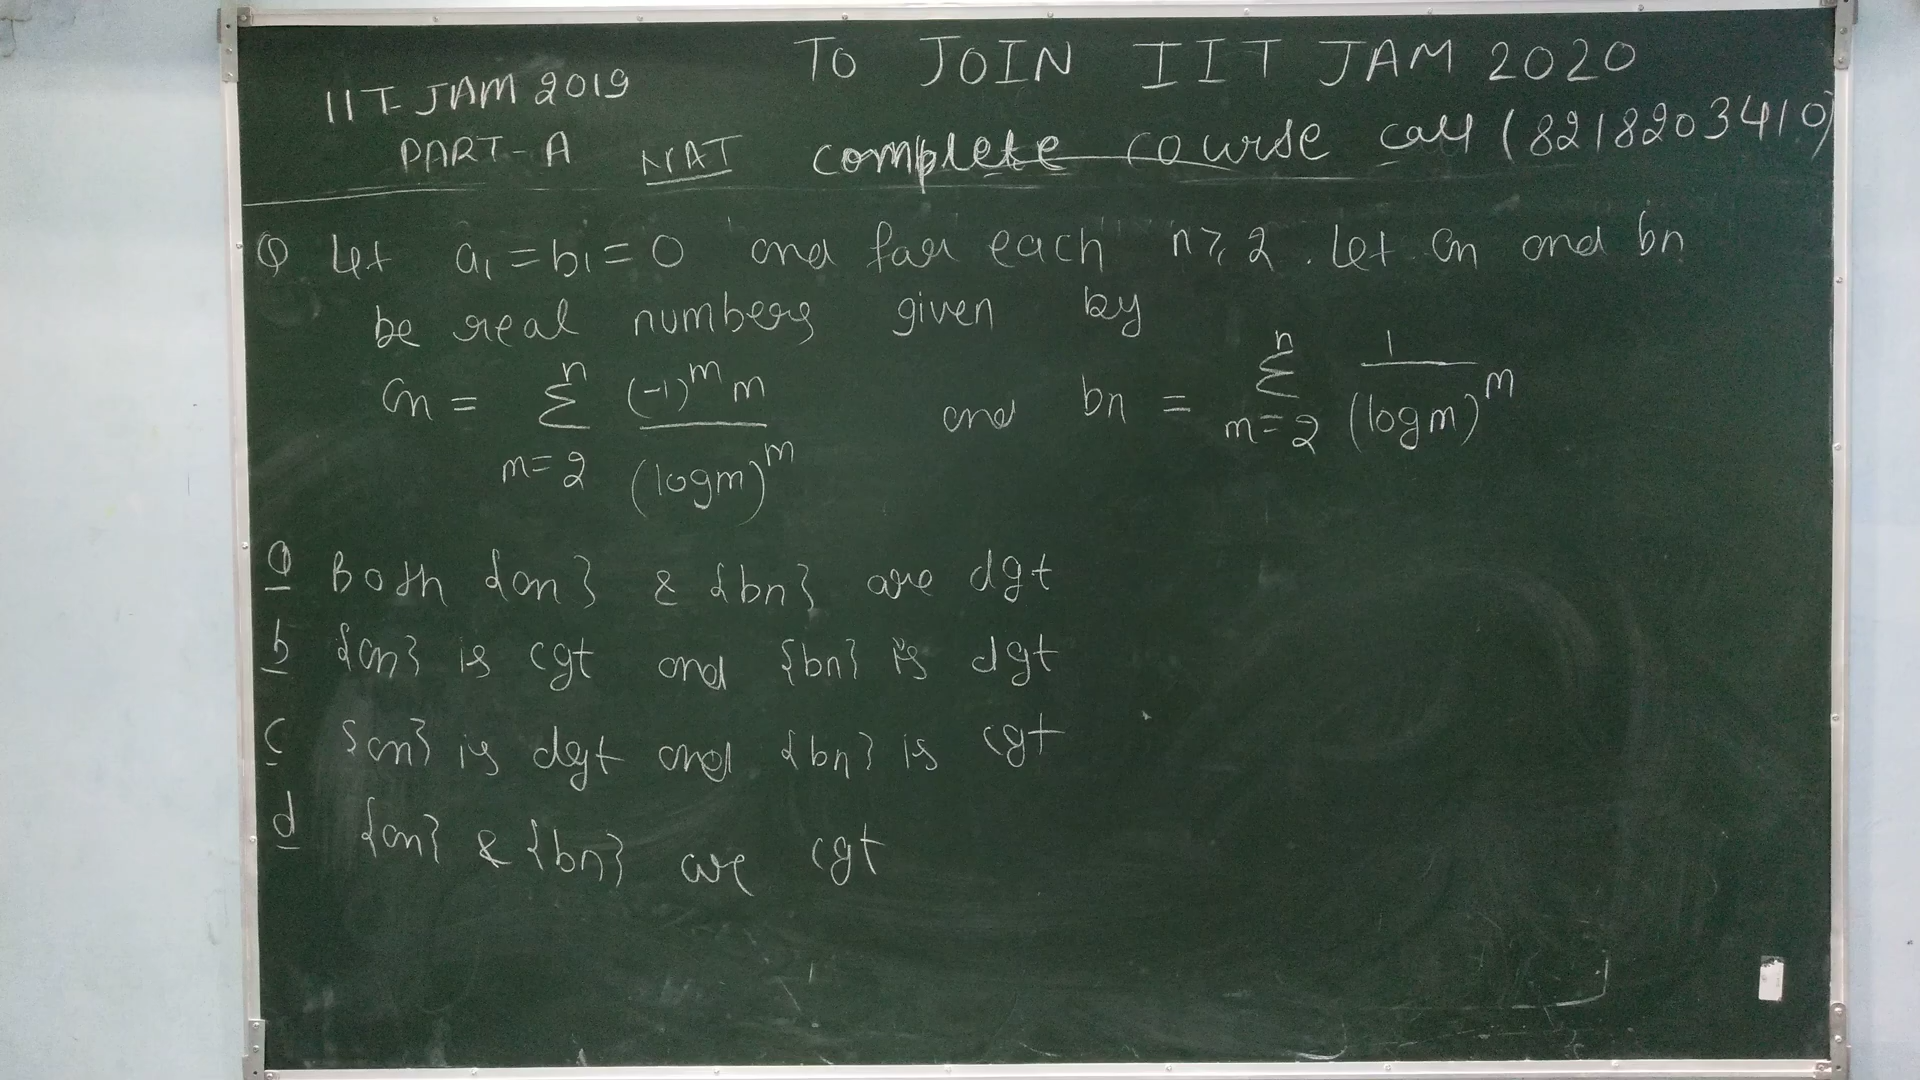 TO JOIN IIT JAM 2020
IIT-JAM 2019
PART-A NAT complete course call (8218203410)
Q Let a₁ = b₁ = 0 and for each n ≥ 2. Let an and bn
be real numbers given by
an = Σ_{m=2}^{n} (-1)^m m / (log m)^m and bn = Σ_{m=2}^{n} 1 / (log m)^m
a Both {an} & {bn} are dgt
b {an} is cgt and {bn} is dgt
c {an} is dgt and {bn} is cgt
d {an} & {bn} are cgt